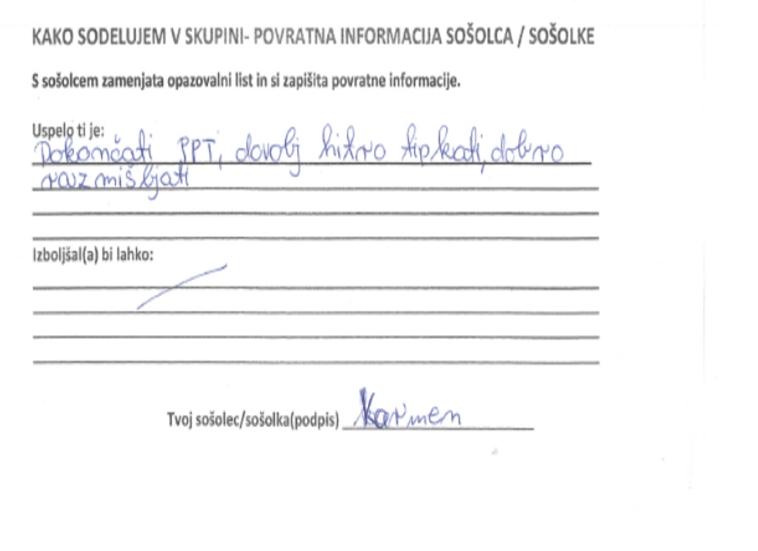 KAKO SODELUJEM V SKUPINI- POVRATNA INFORMACIJA SOŠOLCA / SOŠOLKE
S sošolcem zamenjata opazovalni list in si zapišita povratne informacije.
Uspelo ti je:
Dokončati PPT, dovolj hitro tipkati, dobro
razmišljati
Izboljšal(a) bi lahko:
Tvoj sošolec/sošolka(podpis) Karmen